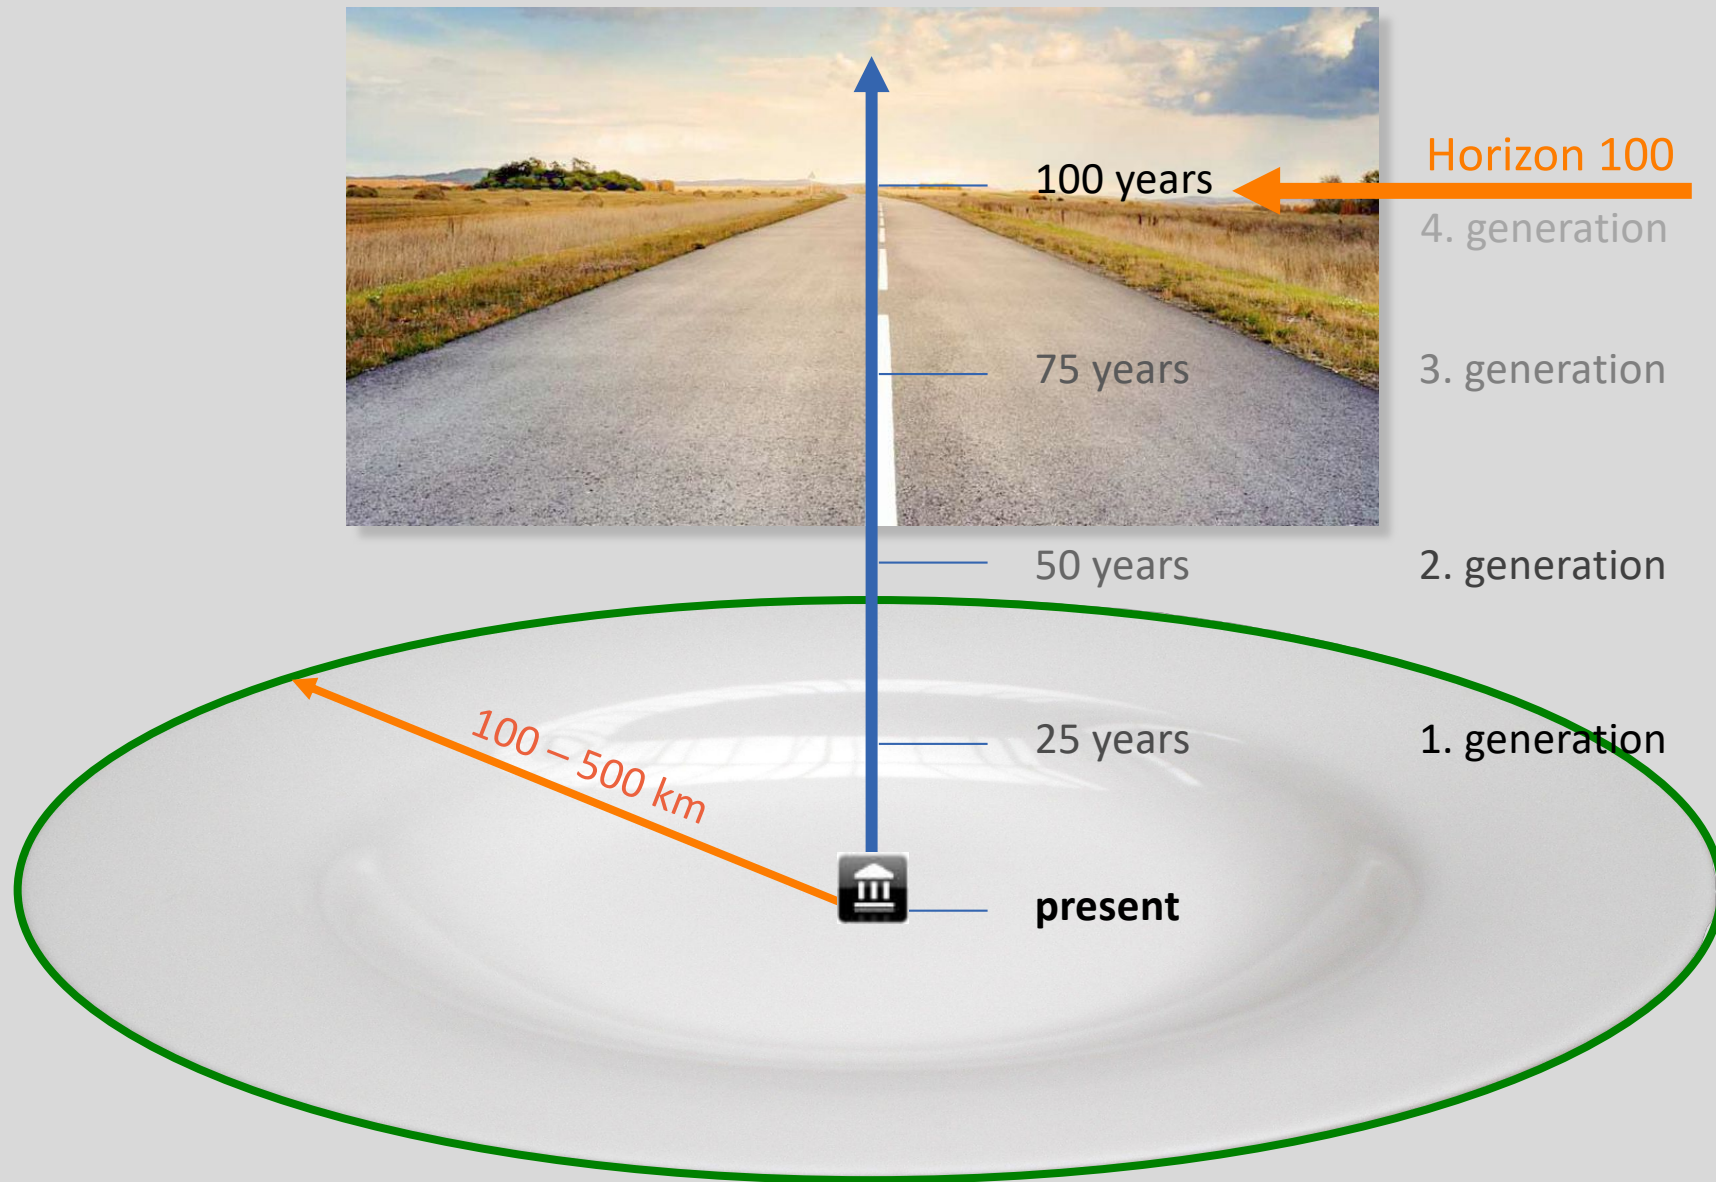 Horizon 100
100 years
4. generation
75 years
3. generation
50 years
2. generation
100 – 500 km
25 years
1. generation
present